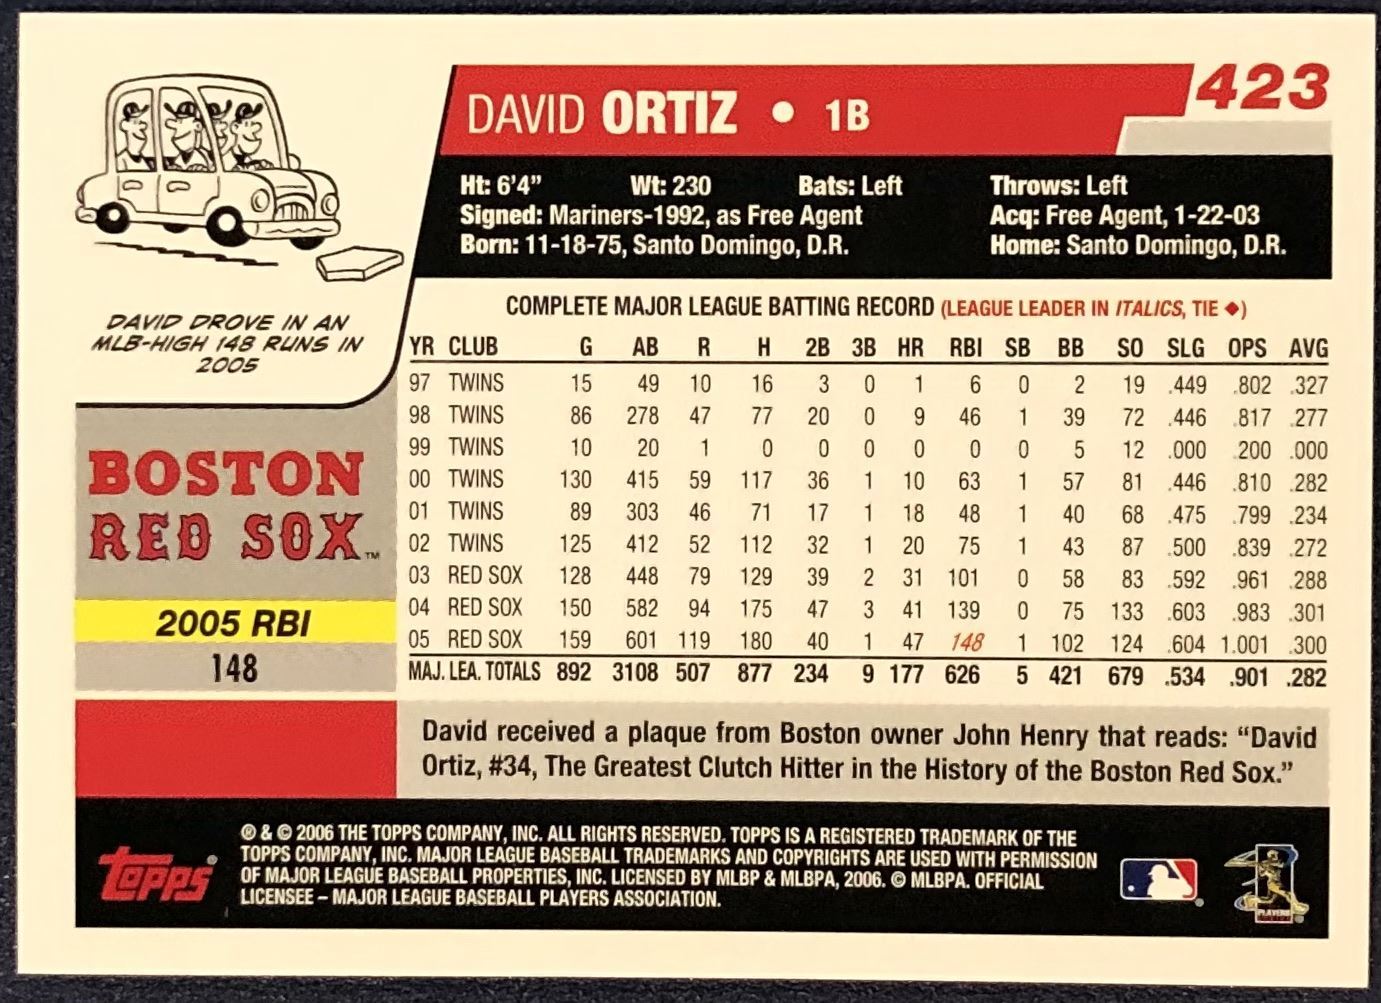 423
DAVID ORTIZ • 1B
Ht: 6'4" Wt: 230 Bats: Left Throws: Left
Signed: Mariners-1992, as Free Agent Acq: Free Agent, 1-22-03
Born: 11-18-75, Santo Domingo, D.R. Home: Santo Domingo, D.R.
DAVID DROVE IN AN
MLB-HIGH 148 RUNS IN
2005
COMPLETE MAJOR LEAGUE BATTING RECORD (LEAGUE LEADER IN ITALICS, TIE ◆)
YR CLUB G AB R H 2B 3B HR RBI SB BB SO SLG OPS AVG
97 TWINS 15 49 10 16 3 0 1 6 0 2 19 .449 .802 .327
98 TWINS 86 278 47 77 20 0 9 46 1 39 72 .446 .817 .277
99 TWINS 10 20 1 0 0 0 0 0 0 5 12 .000 .200 .000
00 TWINS 130 415 59 117 36 1 10 63 1 57 81 .446 .810 .282
01 TWINS 89 303 46 71 17 1 18 48 1 40 68 .475 .799 .234
02 TWINS 125 412 52 112 32 1 20 75 1 43 87 .500 .839 .272
03 RED SOX 128 448 79 129 39 2 31 101 0 58 83 .592 .961 .288
04 RED SOX 150 582 94 175 47 3 41 139 0 75 133 .603 .983 .301
05 RED SOX 159 601 119 180 40 1 47 148 1 102 124 .604 1.001 .300
MAJ. LEA. TOTALS 892 3108 507 877 234 9 177 626 5 421 679 .534 .901 .282
BOSTON
RED SOX™
2005 RBI
148
David received a plaque from Boston owner John Henry that reads: “David
Ortiz, #34, The Greatest Clutch Hitter in the History of the Boston Red Sox.”
Topps®
® & © 2006 THE TOPPS COMPANY, INC. ALL RIGHTS RESERVED. TOPPS IS A REGISTERED TRADEMARK OF THE
TOPPS COMPANY, INC. MAJOR LEAGUE BASEBALL TRADEMARKS AND COPYRIGHTS ARE USED WITH PERMISSION
OF MAJOR LEAGUE BASEBALL PROPERTIES, INC. LICENSED BY MLBP & MLBPA, 2006. © MLBPA. OFFICIAL
LICENSEE – MAJOR LEAGUE BASEBALL PLAYERS ASSOCIATION.
PLAYERS